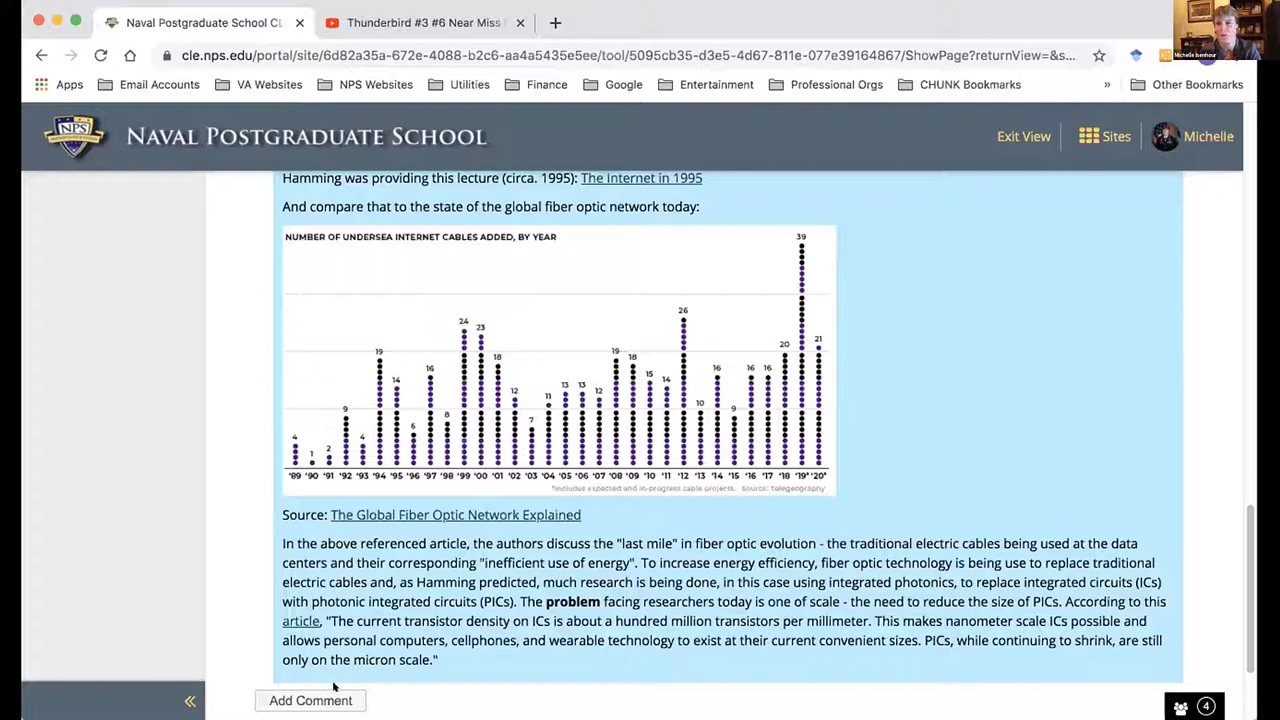 Naval Postgraduate School CL
Thunderbird #3 #6 Near Miss
cle.nps.edu/portal/site/6d82a35a-672e-4088-b2b5-eb34a5435e5ee/tool/5095cb35-d3e5-4d67-811e-077e39164867/ShowPage?returnView=&s...
Apps
Email Accounts
VA Websites
NPS Websites
Utilities
Finance
Google
Entertainment
Professional Orgs
CHUNK Bookmarks
»
Other Bookmarks
Michelle Isenhour
NPS
NAVAL POSTGRADUATE SCHOOL
Exit View
Sites
Michelle
Hamming was providing this lecture (circa. 1995): The Internet in 1995
And compare that to the state of the global fiber optic network today:
NUMBER OF UNDERSEA INTERNET CABLES ADDED, BY YEAR
4 1 2 9 4 19 14 6 16 8 24 23 18 12 7 11 13 13 12 19 18 15 14 26 10 16 9 16 16 20 39 21
'89 '90 '91 '92 '93 '94 '95 '96 '97 '98 '99 '00 '01 '02 '03 '04 '05 '06 '07 '08 '09 '10 '11 '12 '13 '14 '15 '16 '17 '18 '19* '20*
*Includes expected and in-progress cable projects. Source: Telegeography
Source: The Global Fiber Optic Network Explained
In the above referenced article, the authors discuss the "last mile" in fiber optic evolution - the traditional electric cables being used at the data
centers and their corresponding "inefficient use of energy". To increase energy efficiency, fiber optic technology is being use to replace traditional
electric cables and, as Hamming predicted, much research is being done, in this case using integrated photonics, to replace integrated circuits (ICs)
with photonic integrated circuits (PICs). The problem facing researchers today is one of scale - the need to reduce the size of PICs. According to this
article, "The current transistor density on ICs is about a hundred million transistors per millimeter. This makes nanometer scale ICs possible and
allows personal computers, cellphones, and wearable technology to exist at their current convenient sizes. PICs, while continuing to shrink, are still
only on the micron scale."
«
Add Comment
4